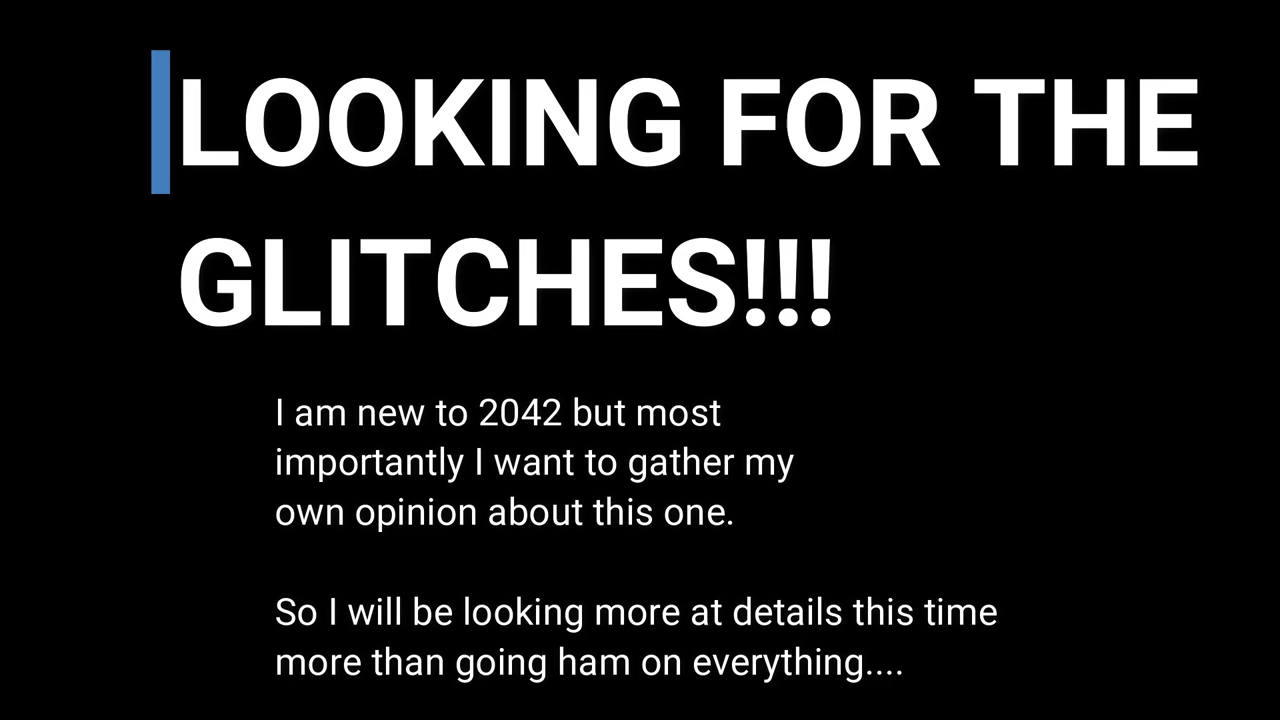 LOOKING FOR THE
GLITCHES!!!
I am new to 2042 but most
importantly I want to gather my
own opinion about this one.
So I will be looking more at details this time
more than going ham on everything....